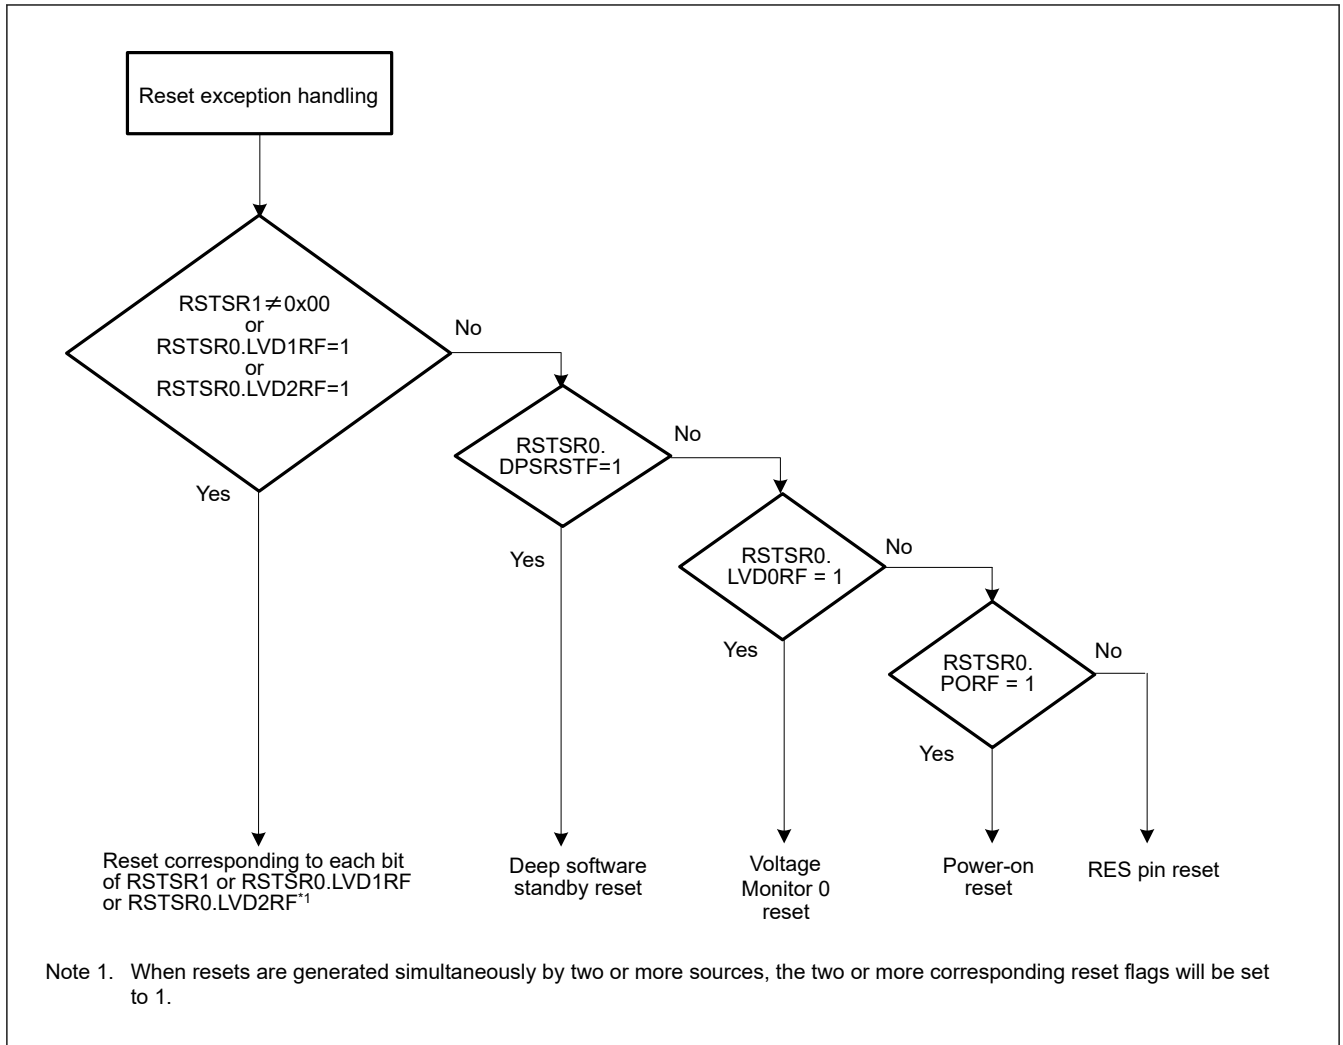 Reset exception handling
RSTSR1≠0x00
or
RSTSR0.LVD1RF=1
or
RSTSR0.LVD2RF=1
No
Yes
RSTSR0.
DPSRSTF=1
No
Yes
RSTSR0.
LVD0RF = 1
No
Yes
RSTSR0.
PORF = 1
No
Yes
Reset corresponding to each bit
of RSTSR1 or RSTSR0.LVD1RF
or RSTSR0.LVD2RF*1
Deep software
standby reset
Voltage
Monitor 0
reset
Power-on
reset
RES pin reset
Note 1. When resets are generated simultaneously by two or more sources, the two or more corresponding reset flags will be set
to 1.